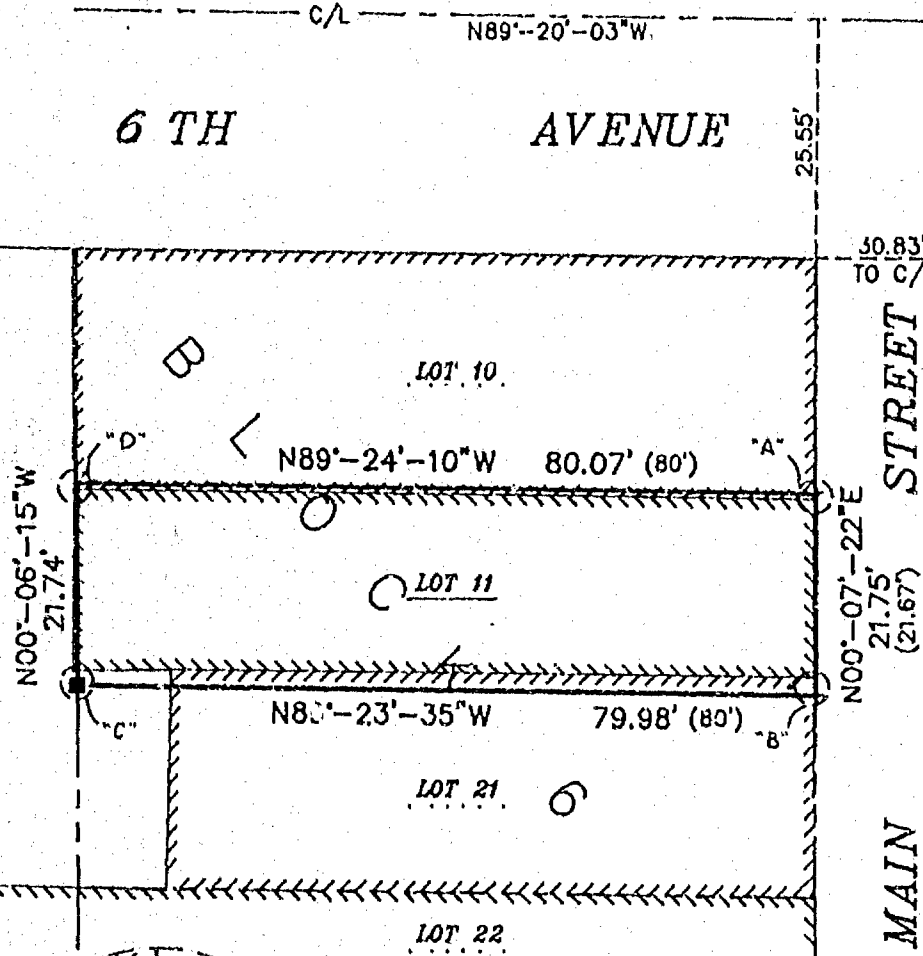 C/L
N89°-20'-03"W
6 TH AVENUE
25.55'
30.83'
TO C/
STREET
B
L
O
C
K
6
LOT 10
"D"
N89°-24'-10"W 80.07' (80')
"A"
N00°-06'-15"W
21.74'
LOT 11
N00°-07'-22"E
21.75'
(21.67')
"C"
-23'-35"W 79.98' (80')
"B"
LOT 21
MAIN
LOT 22